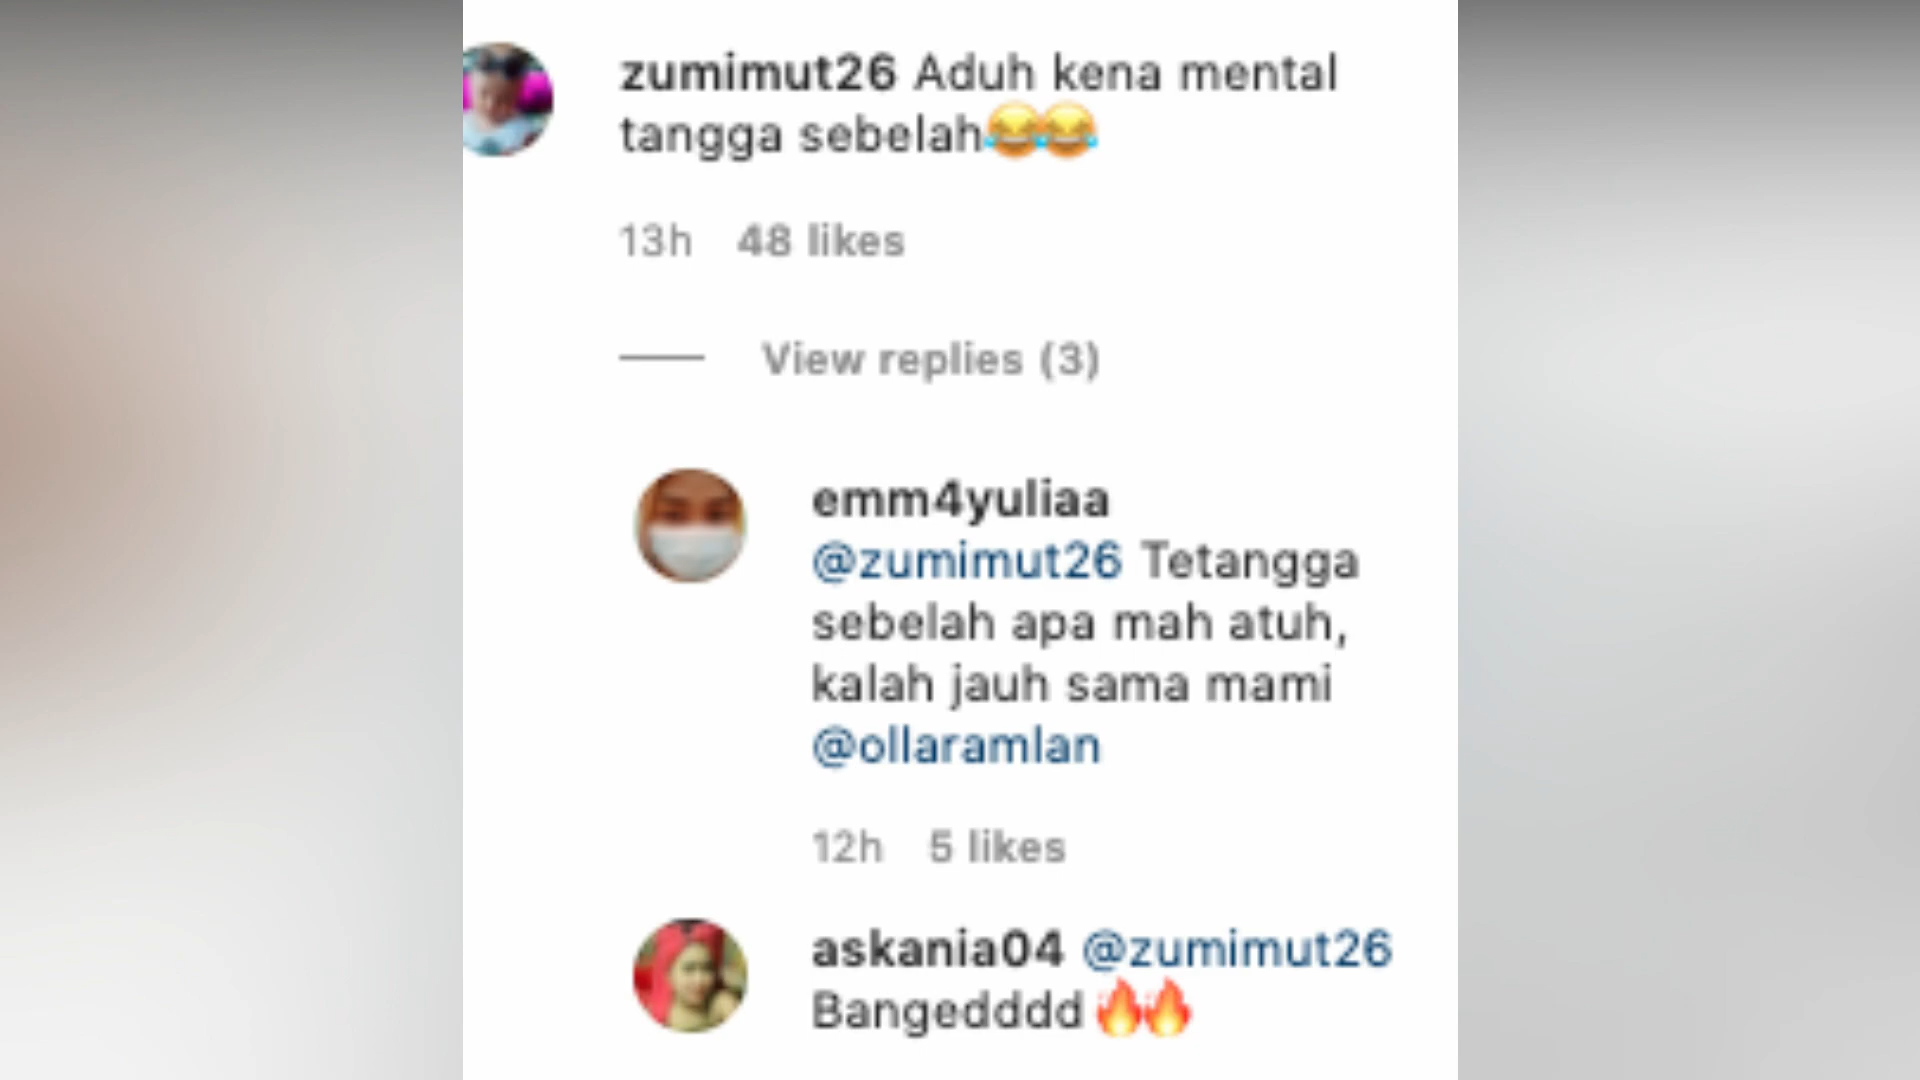 zumimut26 Aduh kena mental
tangga sebelah😂😂
13h 48 likes
View replies (3)
emm4yuliaa
@zumimut26 Tetangga
sebelah apa mah atuh,
kalah jauh sama mami
@ollaramlan
12h 5 likes
askania04 @zumimut26
Bangedddd🔥🔥